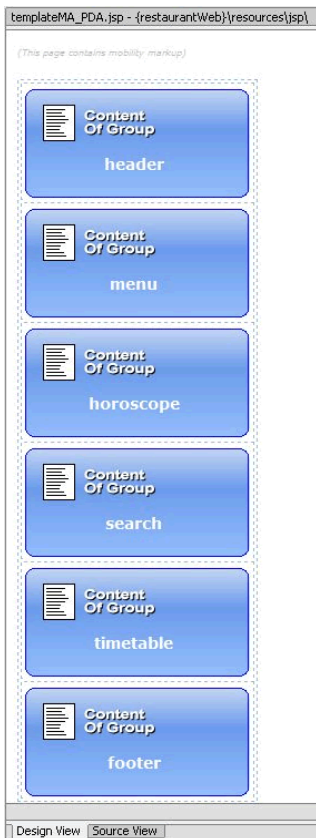 templateMA_PDA.jsp - {restaurantWeb}\resources\jsp\
(This page contains mobility markup)
Content
Of Group
header
Content
Of Group
menu
Content
Of Group
horoscope
Content
Of Group
search
Content
Of Group
timetable
Content
Of Group
footer
Design View Source View